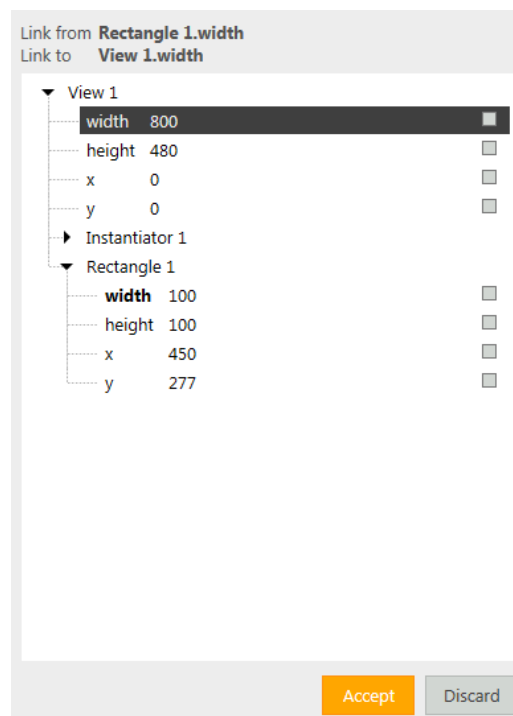 Link from Rectangle 1.width
Link to View 1.width
View 1
width 800
height 480
x 0
y 0
Instantiator 1
Rectangle 1
width 100
height 100
x 450
y 277
Accept Discard